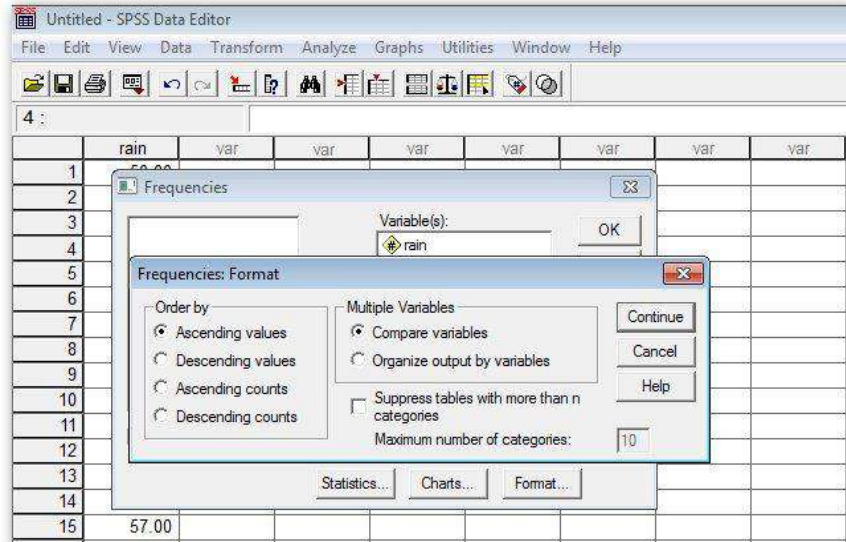 Untitled - SPSS Data Editor
File Edit View Data Transform Analyze Graphs Utilities Window Help
4 :
rain var var var var var var var
1
2
3
4
5
6
7
8
9
10
11
12
13
14
15 57.00
Frequencies
Variable(s):
rain
OK
Frequencies: Format
Order by
Ascending values
Descending values
Ascending counts
Descending counts
Multiple Variables
Compare variables
Organize output by variables
Suppress tables with more than n
categories
Maximum number of categories: 10
Continue
Cancel
Help
Statistics... Charts... Format...